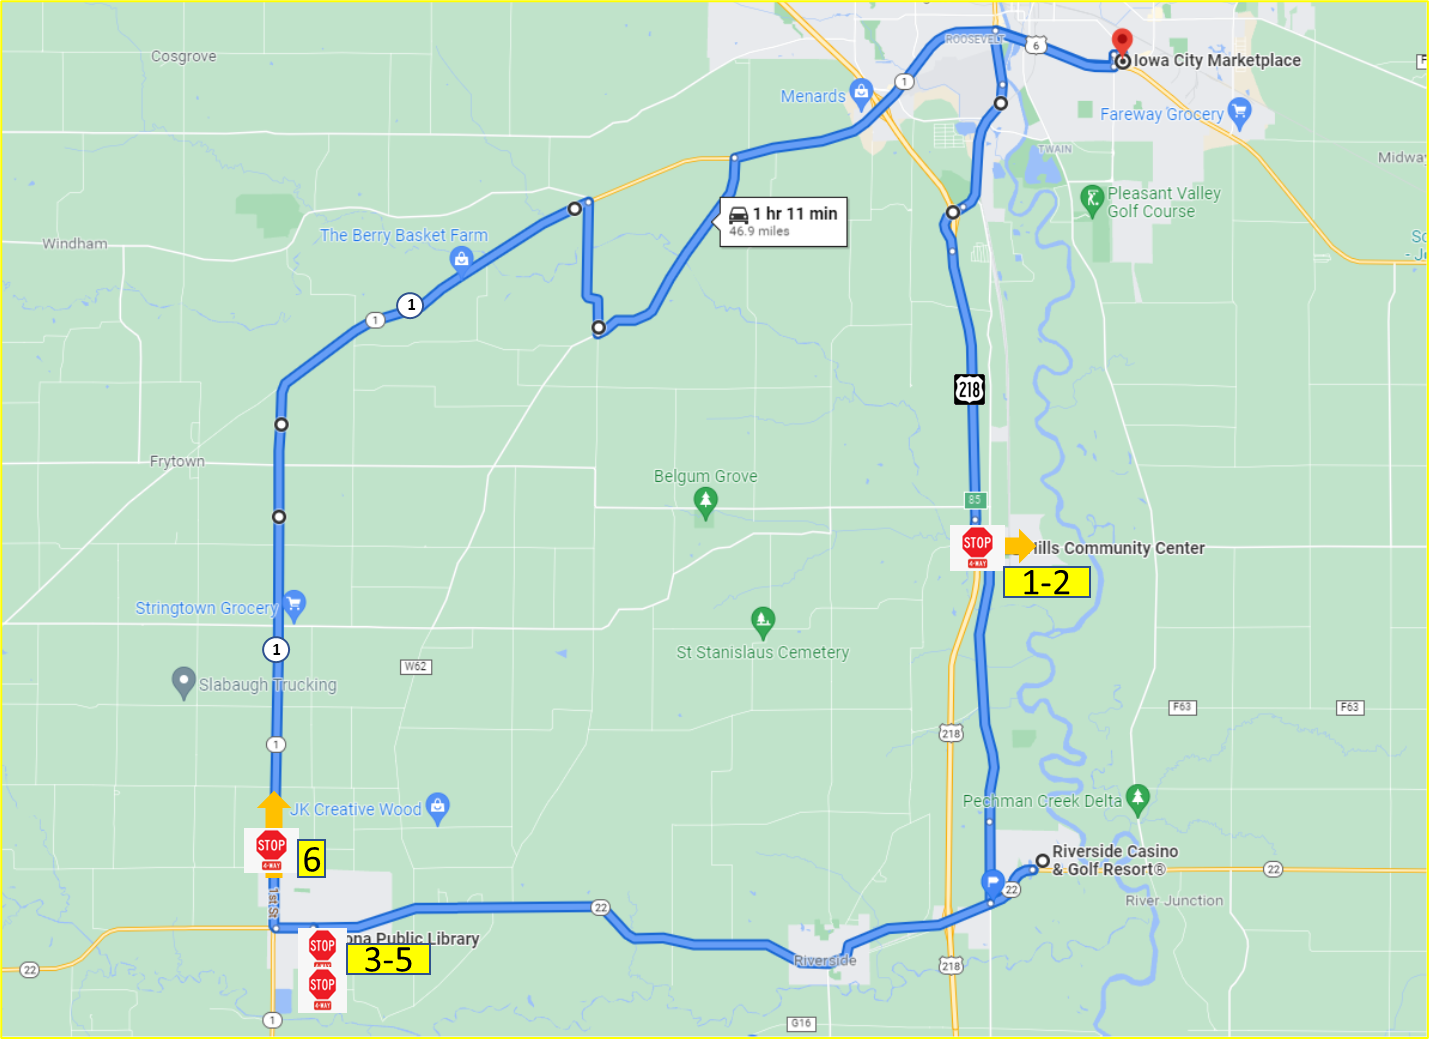 Cosgrove
ROOSEVELT
6
Iowa City Marketplace
F
1
Menards
Fareway Grocery
TWAIN
Midway
Pleasant Valley
Golf Course
1 hr 11 min
46.9 miles
The Berry Basket Farm
Windham
1
1
218
Frytown
Belgum Grove
85
STOP
4-WAY
ills Community Center
1-2
Stringtown Grocery
1
St Stanislaus Cemetery
W62
Slabaugh Trucking
F63
F63
218
1
Pechman Creek Delta
JK Creative Wood
STOP
4-WAY
6
Riverside Casino
& Golf Resort®
22
22
1st St
22
River Junction
ona Public Library
STOP
3-5
STOP
4-WAY
Riverside
22
218
1
G16